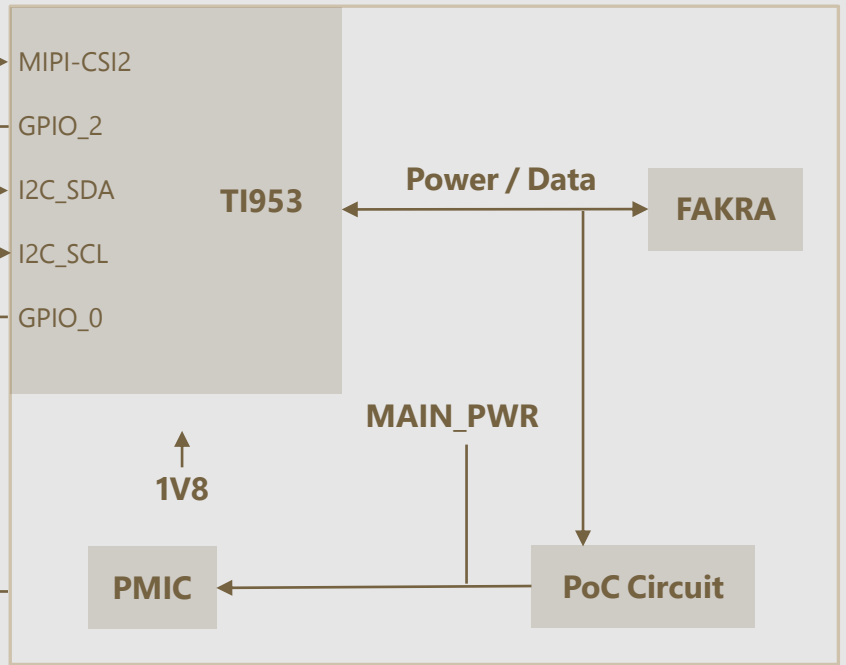 MIPI-CSI2
GPIO_2
I2C_SDA
I2C_SCL
GPIO_0
TI953
Power / Data
FAKRA
MAIN_PWR
1V8
PMIC
PoC Circuit